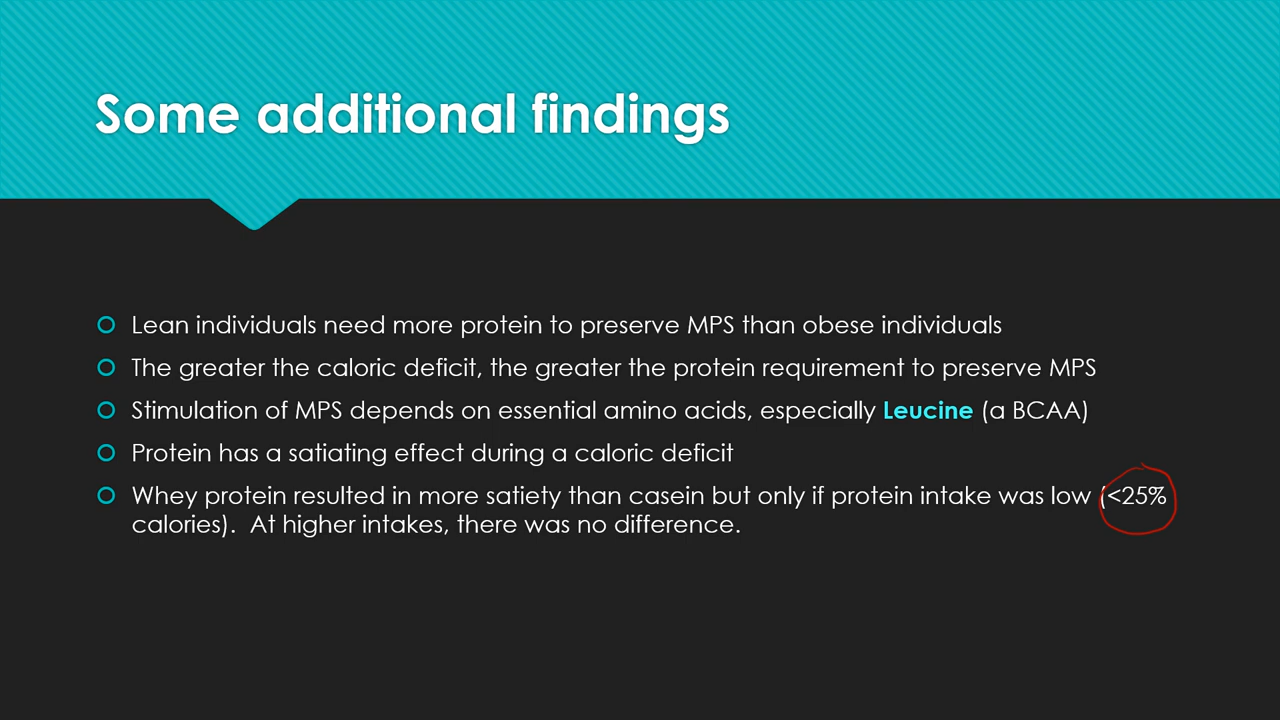 Some additional findings
Lean individuals need more protein to preserve MPS than obese individuals
The greater the caloric deficit, the greater the protein requirement to preserve MPS
Stimulation of MPS depends on essential amino acids, especially Leucine (a BCAA)
Protein has a satiating effect during a caloric deficit
Whey protein resulted in more satiety than casein but only if protein intake was low (<25%
calories).  At higher intakes, there was no difference.